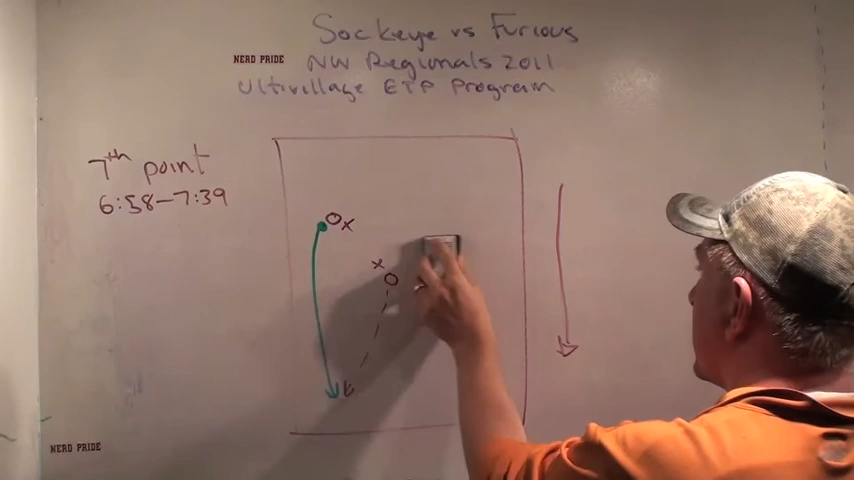 Sockeye vs Furious
NERD PRIDE
NW Regionals 2011
Ultivillage ETP Program
7th point
6:58-7:39
O x
x
O
NERD PRIDE